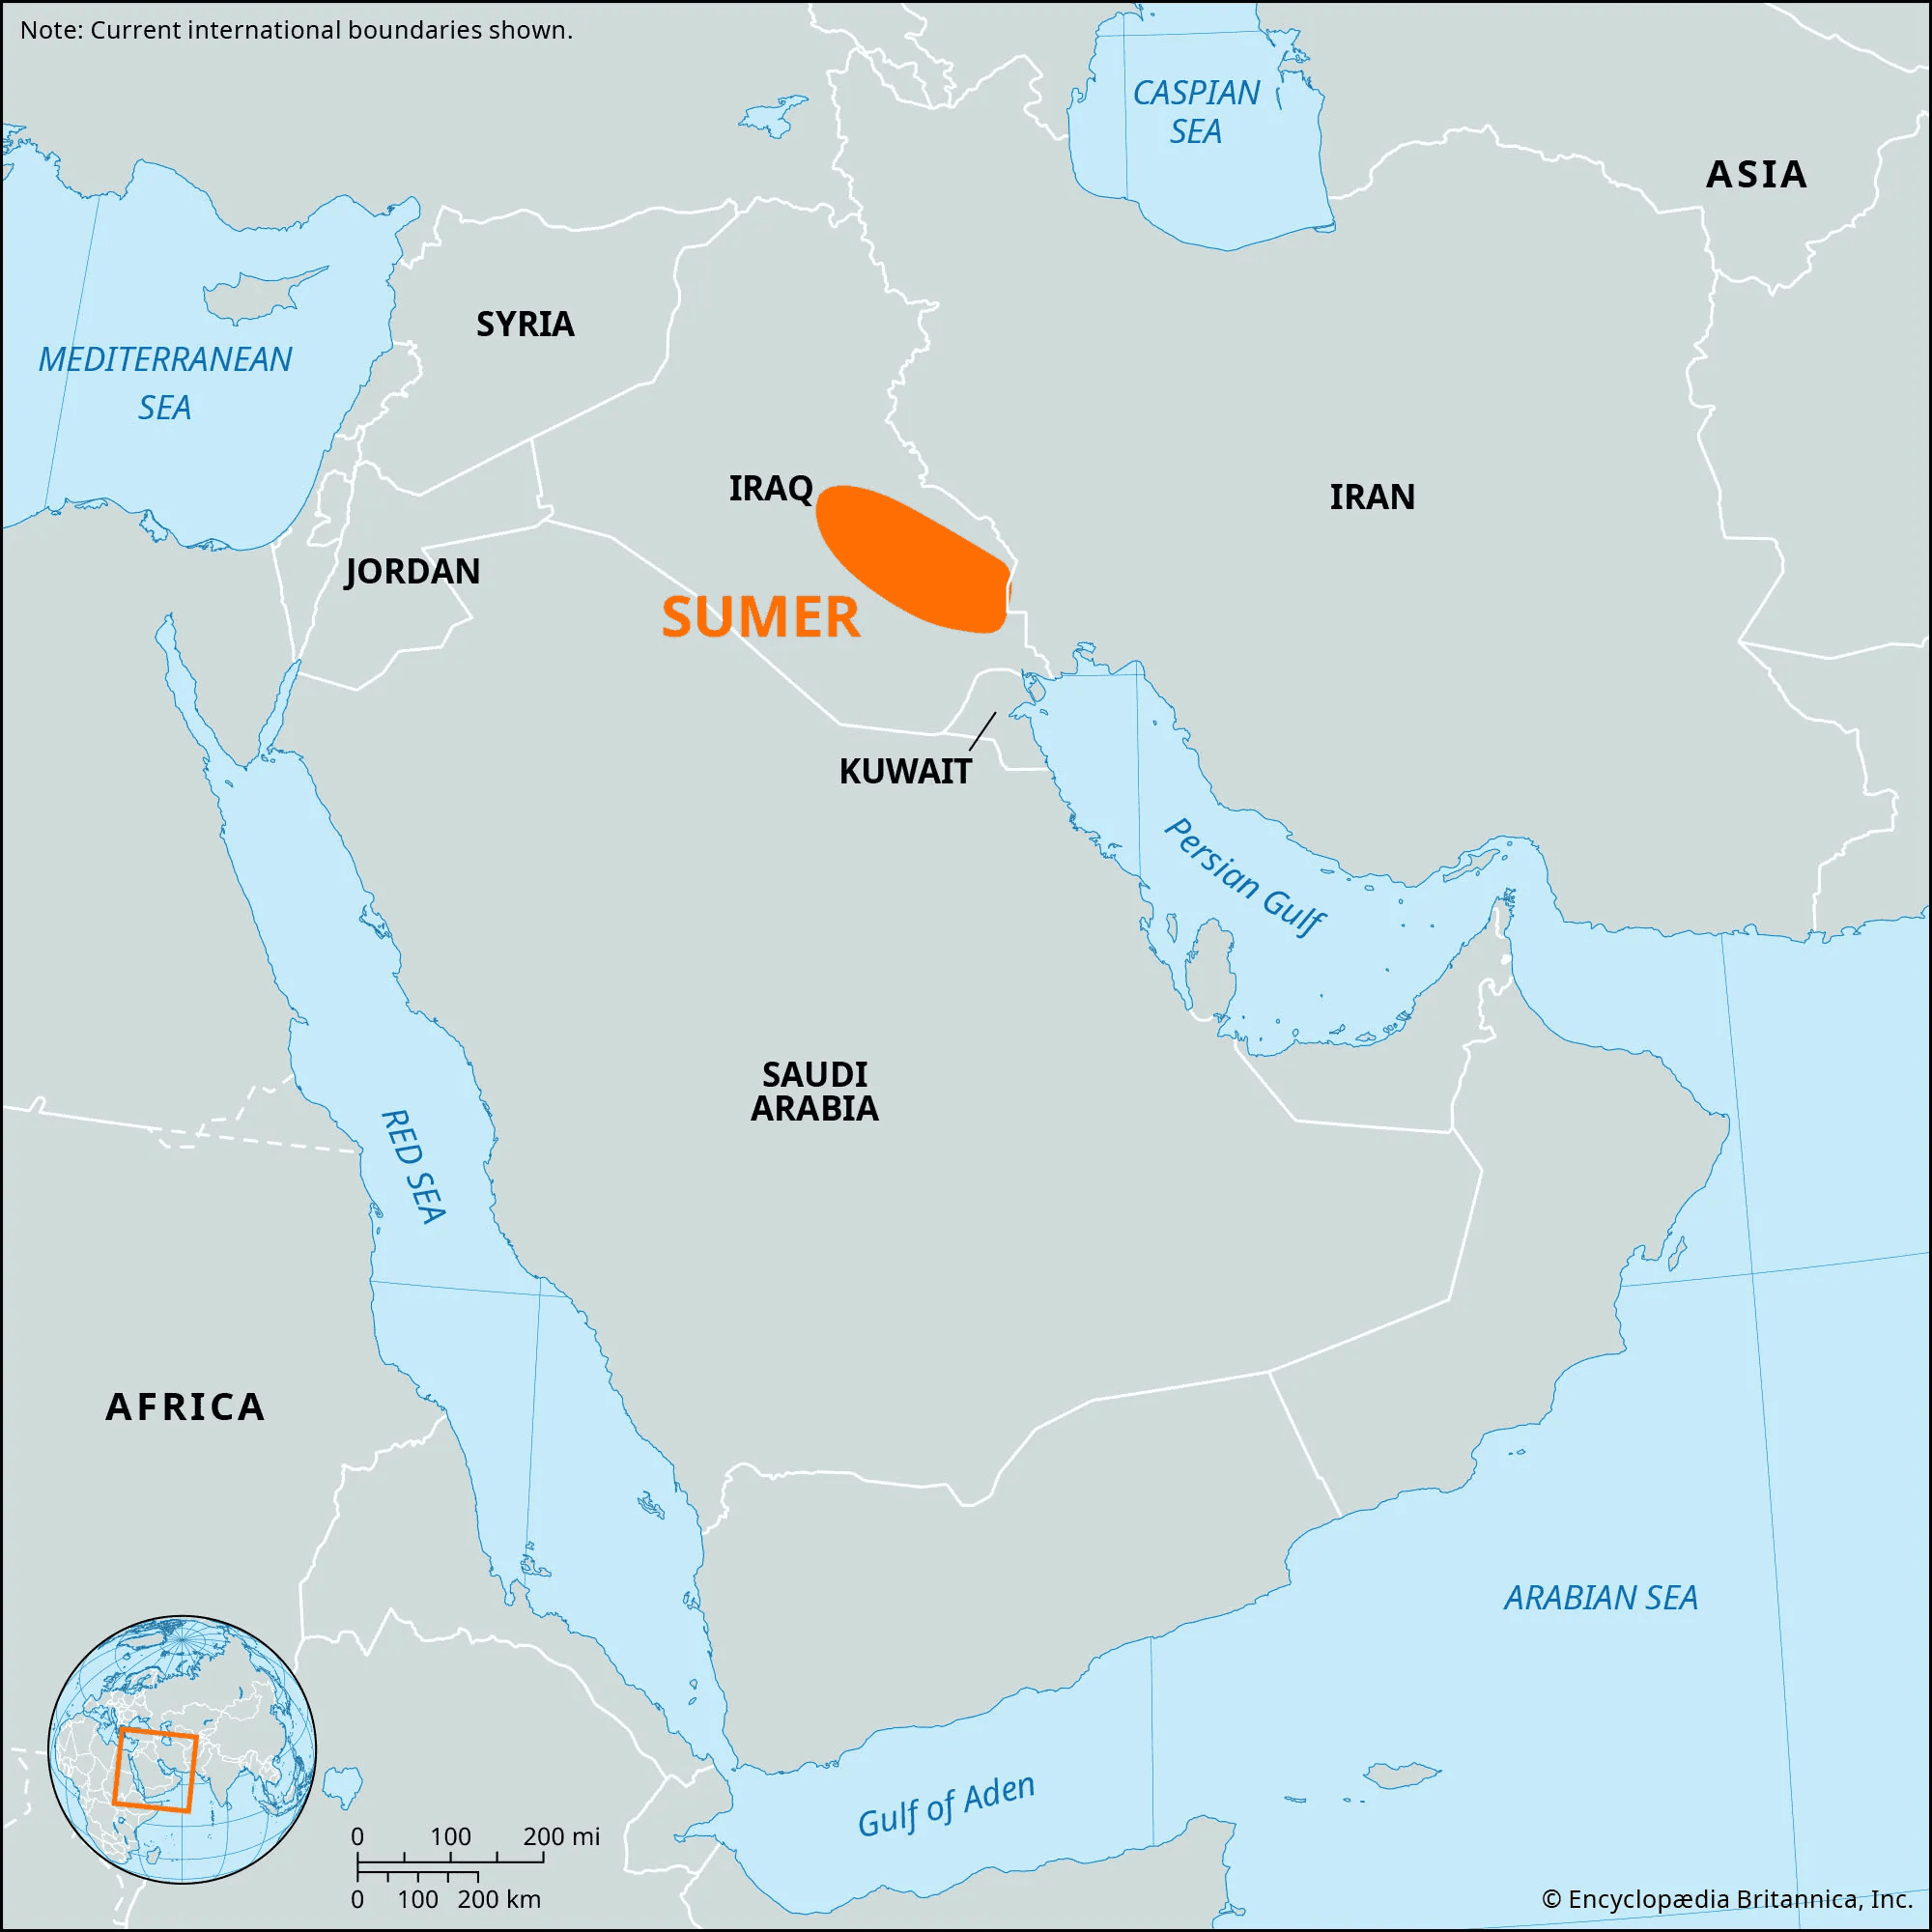 Note: Current international boundaries shown.
CASPIAN
SEA
ASIA
SYRIA
MEDITERRANEAN
SEA
IRAQ
IRAN
JORDAN
SUMER
KUWAIT
Persian Gulf
SAUDI
ARABIA
RED SEA
AFRICA
ARABIAN SEA
Gulf of Aden
0 100 200 mi
0 100 200 km
© Encyclopædia Britannica, Inc.